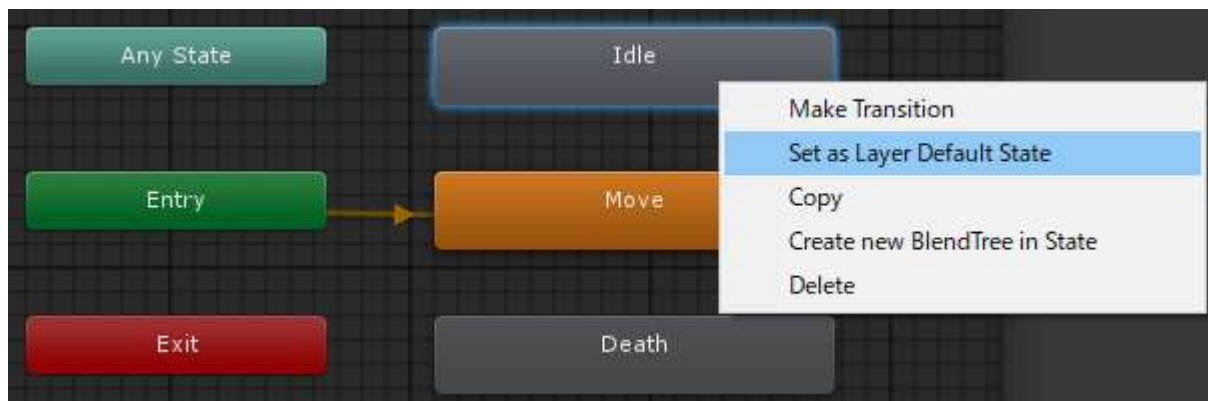 Any State
Idle
Make Transition
Set as Layer Default State
Entry
Move
Copy
Create new BlendTree in State
Delete
Exit
Death